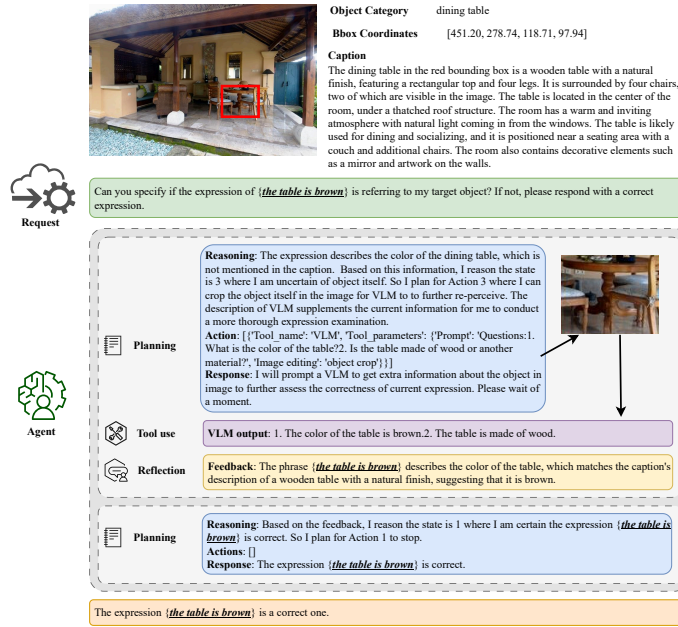 Object Category dining table
Bbox Coordinates [451.20, 278.74, 118.71, 97.94]
Caption
The dining table in the red bounding box is a wooden table with a natural
finish, featuring a rectangular top and four legs. It is surrounded by four chairs,
two of which are visible in the image. The table is located in the center of the
room, under a thatched roof structure. The room has a warm and inviting
atmosphere with natural light coming in from the windows. The table is likely
used for dining and socializing, and it is positioned near a seating area with a
couch and additional chairs. The room also contains decorative elements such
as a mirror and artwork on the walls.
Request
Can you specify if the expression of {the table is brown} is referring to my target object? If not, please respond with a correct
expression.
Agent
Planning
Reasoning: The expression describes the color of the dining table, which is
not mentioned in the caption. Based on this information, I reason the state
is 3 where I am uncertain of object itself. So I plan for Action 3 where I can
crop the object itself in the image for VLM to to further re-perceive. The
description of VLM supplements the current information for me to conduct
a more thorough expression examination.
Action: [{'Tool_name': 'VLM', 'Tool_parameters': {'Prompt': 'Questions:1.
What is the color of the table?2. Is the table made of wood or another
material?', 'Image editing': 'object crop'}}]
Response: I will prompt a VLM to get extra information about the object in
image to further assess the correctness of current expression. Please wait of
a moment.
Tool use
VLM output: 1. The color of the table is brown.2. The table is made of wood.
Reflection
Feedback: The phrase {the table is brown} describes the color of the table, which matches the caption's
description of a wooden table with a natural finish, suggesting that it is brown.
Planning
Reasoning: Based on the feedback, I reason the state is 1 where I am certain the expression {the table is
brown} is correct. So I plan for Action 1 to stop.
Actions: []
Response: The expression {the table is brown} is correct.
The expression {the table is brown} is a correct one.